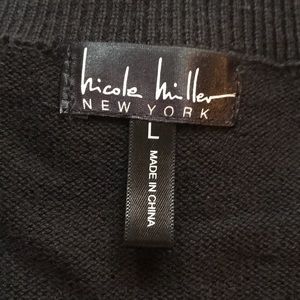 nicole miller
NEW YORK
L
MADE IN CHINA